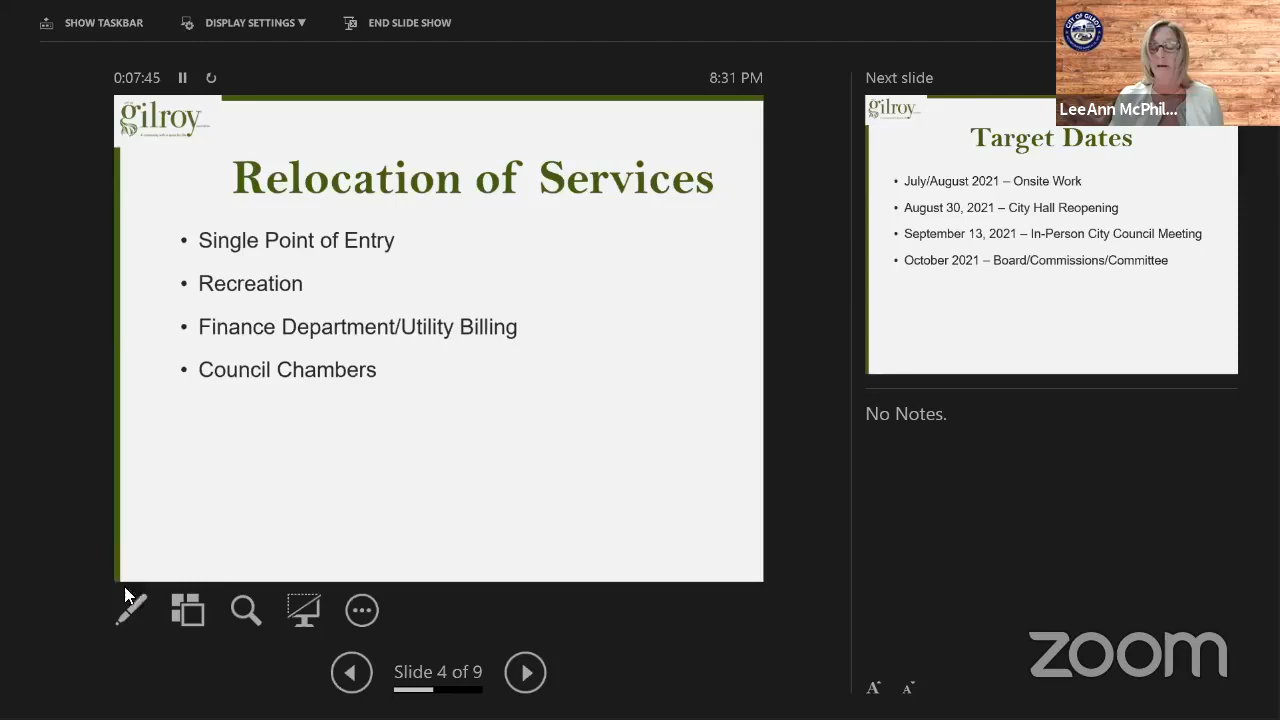 SHOW TASKBAR
DISPLAY SETTINGS ▼
END SLIDE SHOW
0:07:45
8:31 PM
gilroy
Relocation of Services
• Single Point of Entry
• Recreation
• Finance Department/Utility Billing
• Council Chambers
Slide 4 of 9
Next slide
CITY OF GILROY
LeeAnn McPhil...
gilroy
Target Dates
• July/August 2021 – Onsite Work
• August 30, 2021 – City Hall Reopening
• September 13, 2021 – In-Person City Council Meeting
• October 2021 – Board/Commissions/Committee
No Notes.
A A
zoom